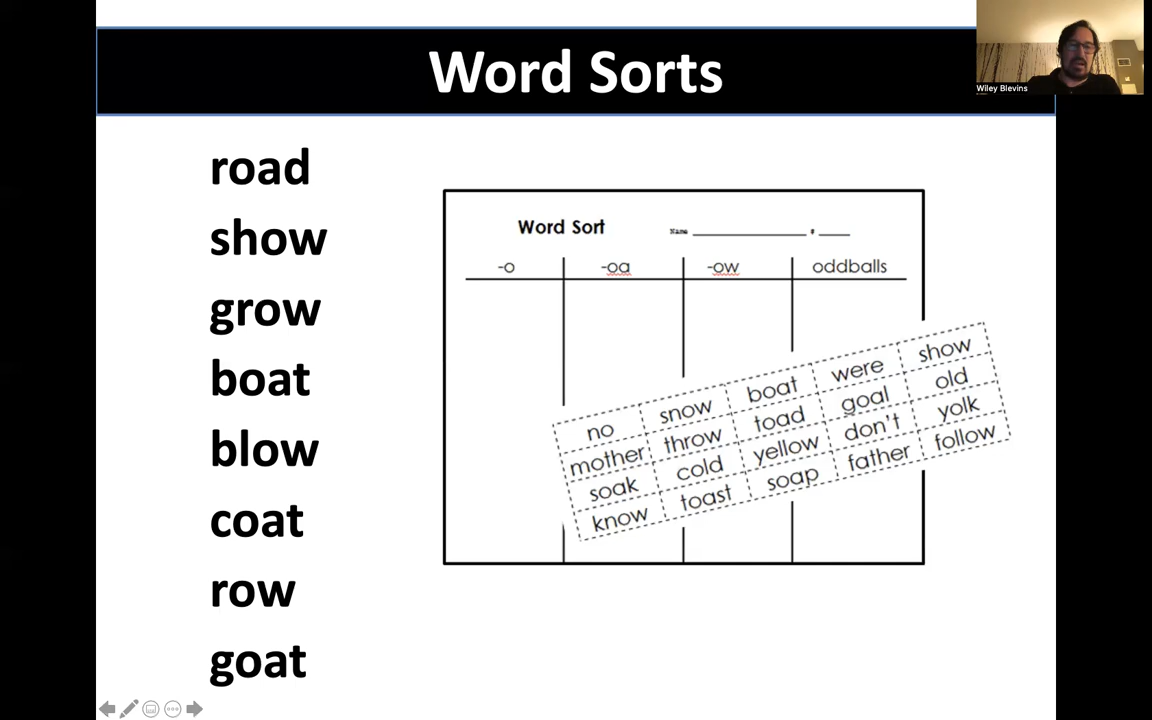 Word Sorts
Wiley Blevins
road
show
grow
boat
blow
coat
row
goat
Word Sort Name #
-o -oa -ow oddballs
no snow boat were show
mother throw toad goal old
soak cold yellow don't yolk
know toast soap father follow